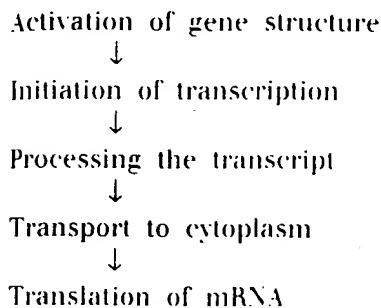 Activation of gene structure
↓
Initiation of transcription
↓
Processing the transcript
↓
Transport to cytoplasm
↓
Translation of mRNA